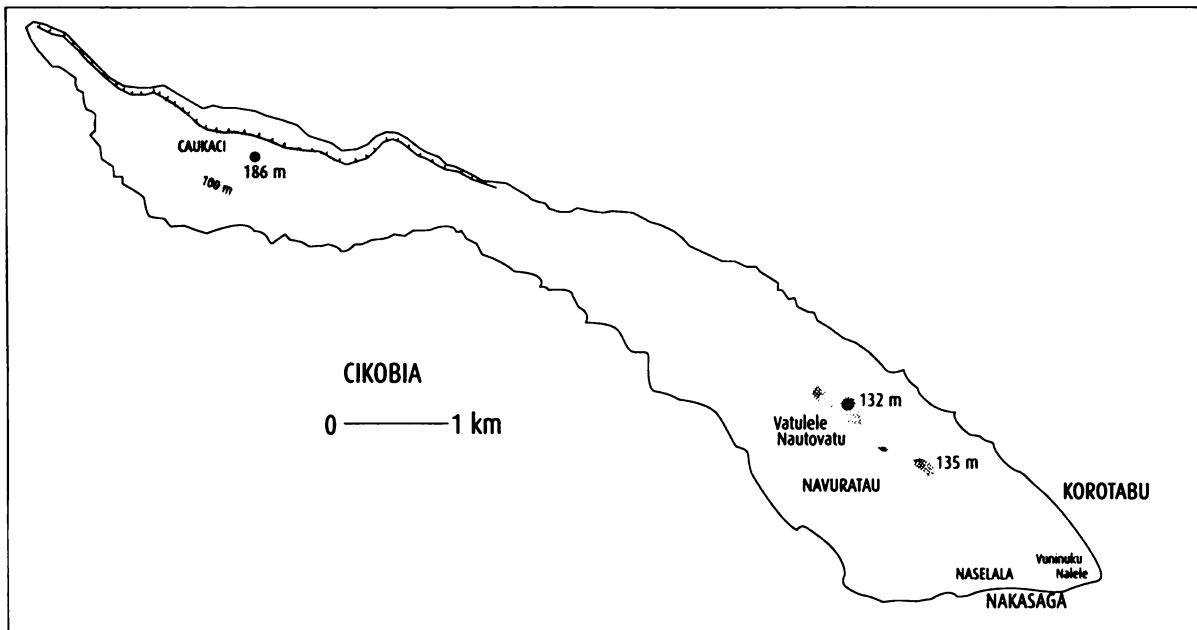 CAUKACI
186 m
100 m
CIKOBIA
0 1 km
132 m
Vatulele
Nautovatu
135 m
NAVURATAU
KOROTABU
Vuninuku
Nalele
NASELALA
NAKASAGA